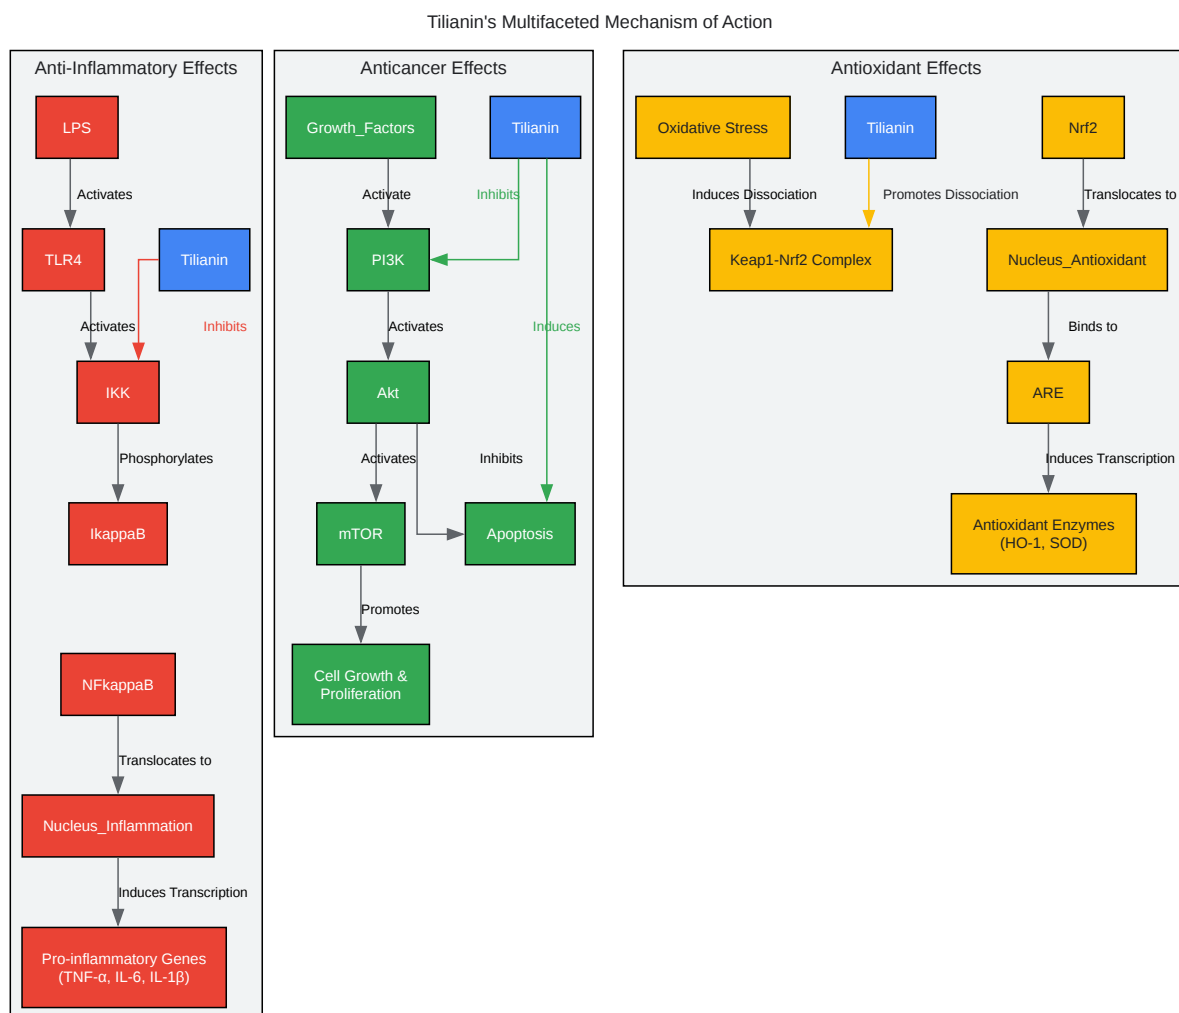 Tilianin's Multifaceted Mechanism of Action
Anti-Inflammatory Effects
LPS
Activates
TLR4
Tilianin
Activates
Inhibits
IKK
Phosphorylates
IkappaB
NFkappaB
Translocates to
Nucleus_Inflammation
Induces Transcription
Pro-inflammatory Genes
(TNF-α, IL-6, IL-1β)
Anticancer Effects
Growth_Factors
Tilianin
Activate
Inhibits
PI3K
Activates
Induces
Akt
Activates
Inhibits
mTOR
Apoptosis
Promotes
Cell Growth &
Proliferation
Antioxidant Effects
Oxidative Stress
Tilianin
Nrf2
Induces Dissociation
Promotes Dissociation
Translocates to
Keap1-Nrf2 Complex
Nucleus_Antioxidant
Binds to
ARE
Induces Transcription
Antioxidant Enzymes
(HO-1, SOD)